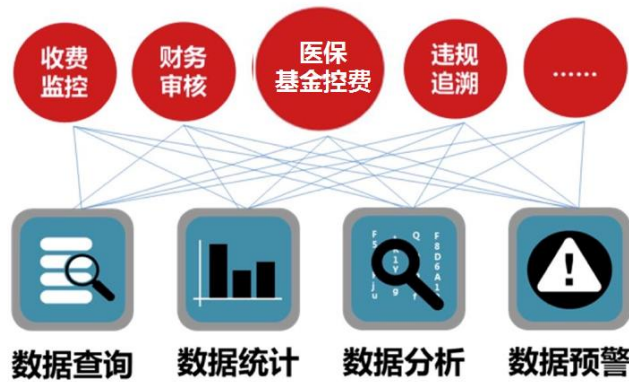 收费
监控
财务
审核
医保
基金控费
违规
追溯
……
数据查询
数据统计
数据分析
数据预警